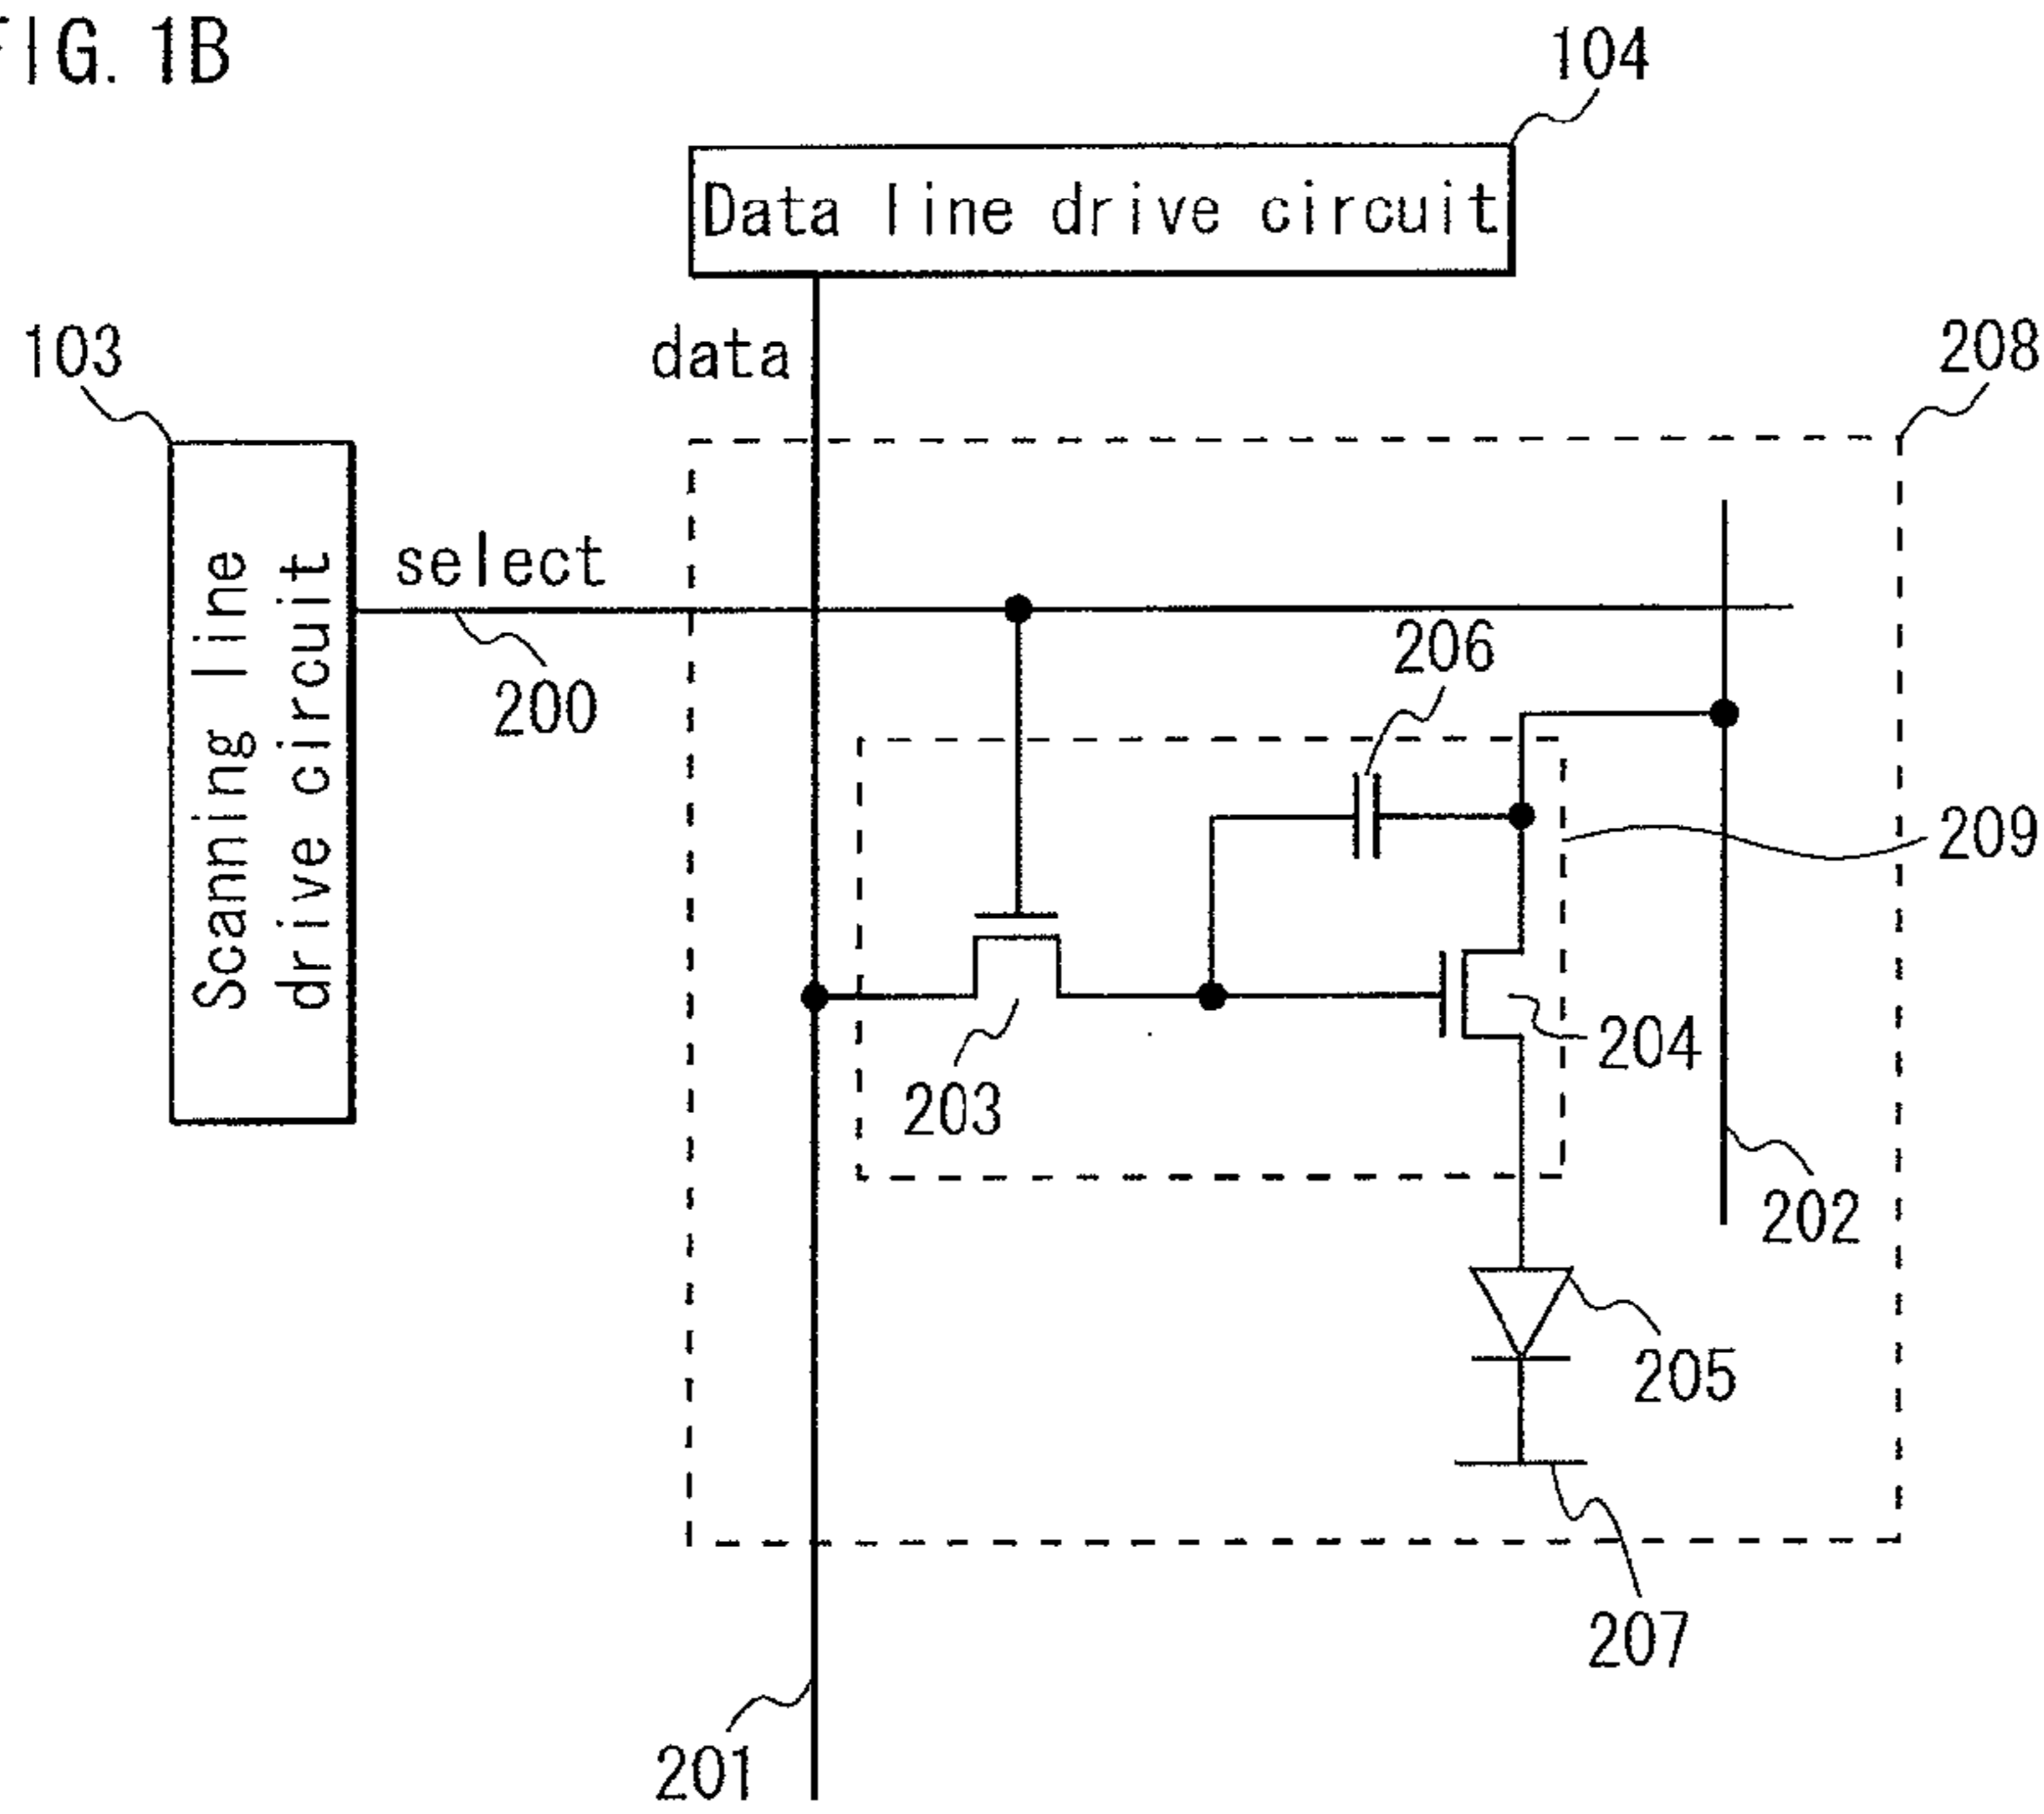 FIG. 1B
104
Data line drive circuit
103
data
208
select
200
206
Scanning line
drive circuit
209
204
203
202
205
207
201